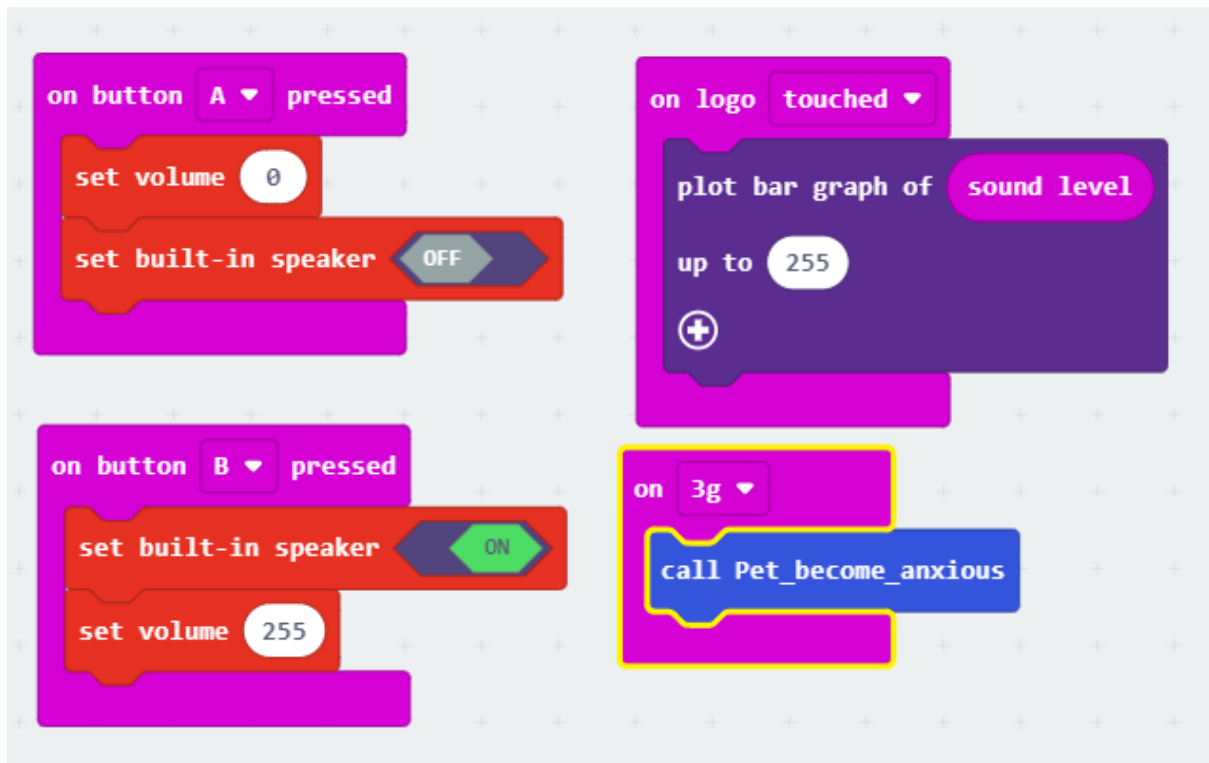 on button A pressed
set volume 0
set built-in speaker OFF
on button B pressed
set built-in speaker ON
set volume 255
on logo touched
plot bar graph of sound level
up to 255
on 3g
call Pet_become_anxious